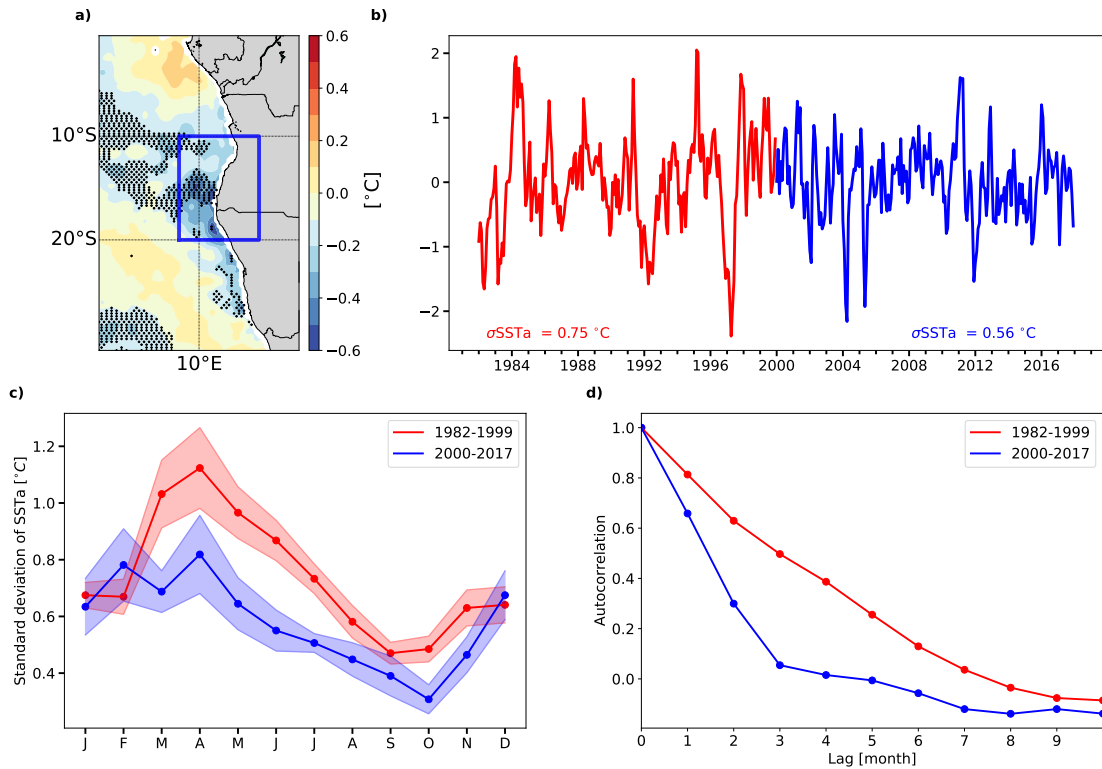 a)
10°S
20°S
10°E
0.6
0.4
0.2
0.0
−0.2
−0.4
−0.6
[°C]
b)
2
1
0
−1
−2
σSSTa = 0.75 °C
σSSTa = 0.56 °C
1984 1988 1992 1996 2000 2004 2008 2012 2016
c)
Standard deviation of SSTa [°C]
1.2
1.0
0.8
0.6
0.4
1982-1999
2000-2017
J F M A M J J A S O N D
d)
Autocorrelation
1.0
0.8
0.6
0.4
0.2
0.0
1982-1999
2000-2017
0 1 2 3 4 5 6 7 8 9
Lag [month]